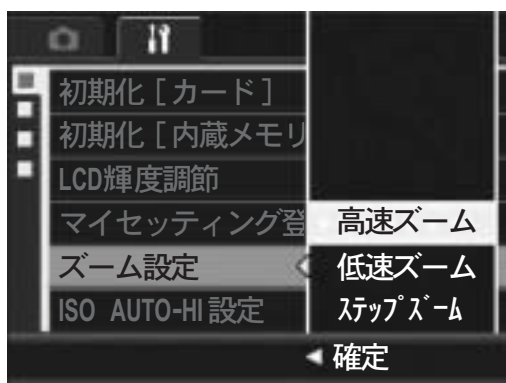 初期化［カード］
初期化［内蔵メモリ
LCD輝度調節
マイセッティング登
高速ズーム
ズーム設定
低速ズーム
ISO AUTO-HI設定
ｽﾃｯﾌﾟｽﾞｰﾑ
確定